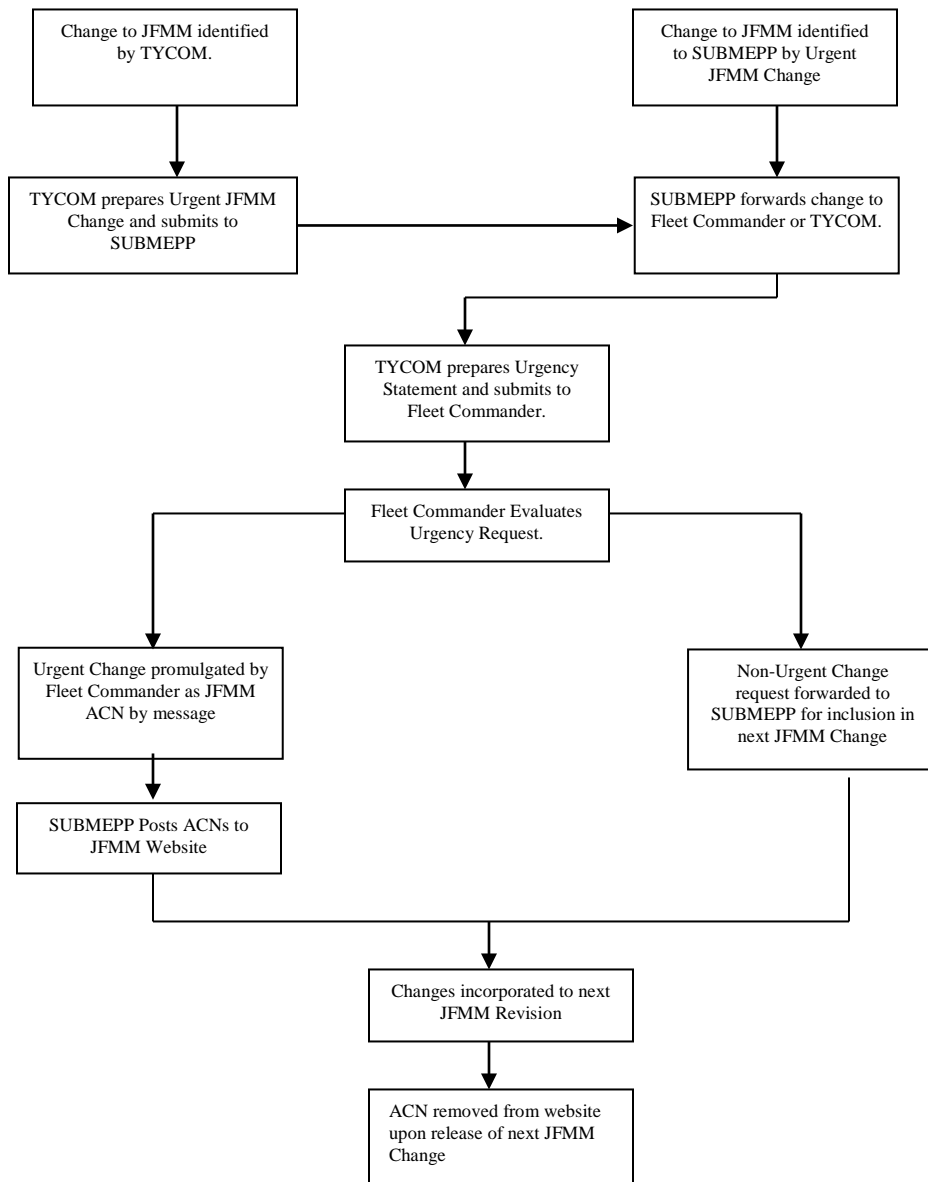 Change to JFMM identified
by TYCOM.
Change to JFMM identified
to SUBMEPP by Urgent
JFMM Change
TYCOM prepares Urgent JFMM
Change and submits to
SUBMEPP
SUBMEPP forwards change to
Fleet Commander or TYCOM.
TYCOM prepares Urgency
Statement and submits to
Fleet Commander.
Fleet Commander Evaluates
Urgency Request.
Urgent Change promulgated by
Fleet Commander as JFMM
ACN by message
Non-Urgent Change
request forwarded to
SUBMEPP for inclusion in
next JFMM Change
SUBMEPP Posts ACNs to
JFMM Website
Changes incorporated to next
JFMM Revision
ACN removed from website
upon release of next JFMM
Change